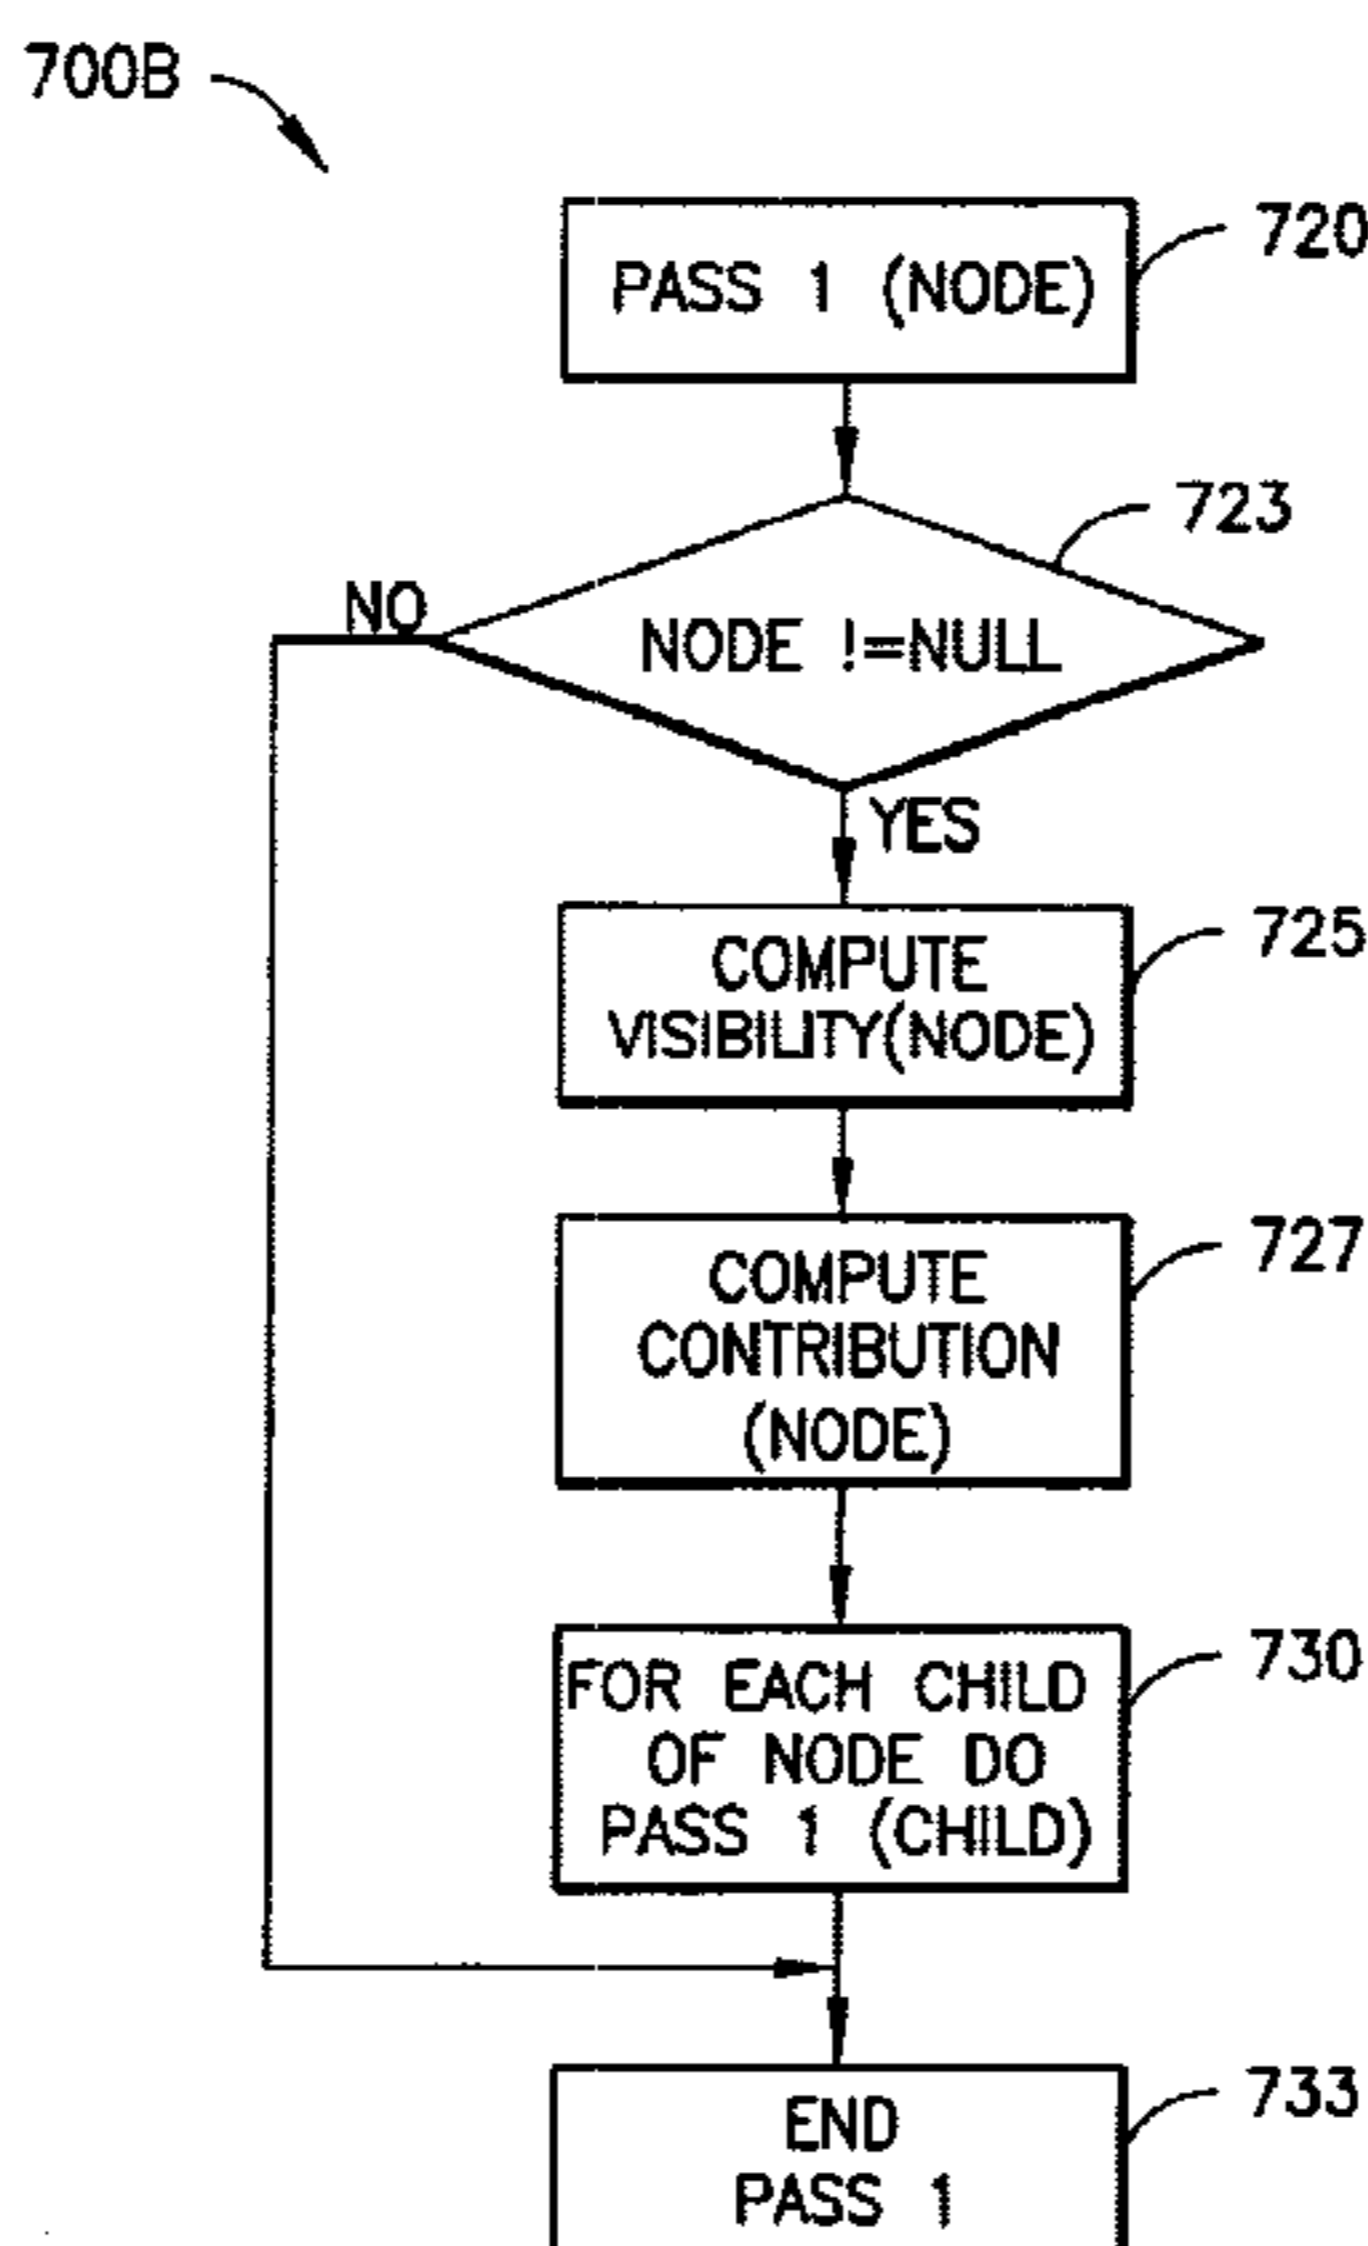 700B
720
PASS 1 (NODE)
723
NO
NODE !=NULL
YES
725
COMPUTE
VISIBILITY(NODE)
727
COMPUTE
CONTRIBUTION
(NODE)
730
FOR EACH CHILD
OF NODE DO
PASS 1 (CHILD)
733
END
PASS 1